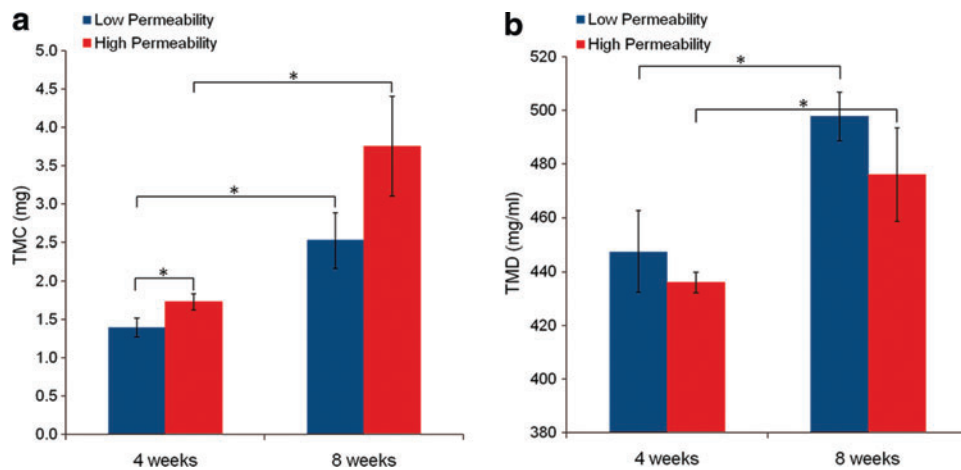 a
Low Permeability
High Permeability
5.0
4.5
4.0
3.5
3.0
2.5
2.0
1.5
1.0
0.5
0.0
TMC (mg)
*
*
*
4 weeks
8 weeks
b
Low Permeability
High Permeability
520
500
480
460
440
420
400
380
TMD (mg/ml)
*
*
4 weeks
8 weeks